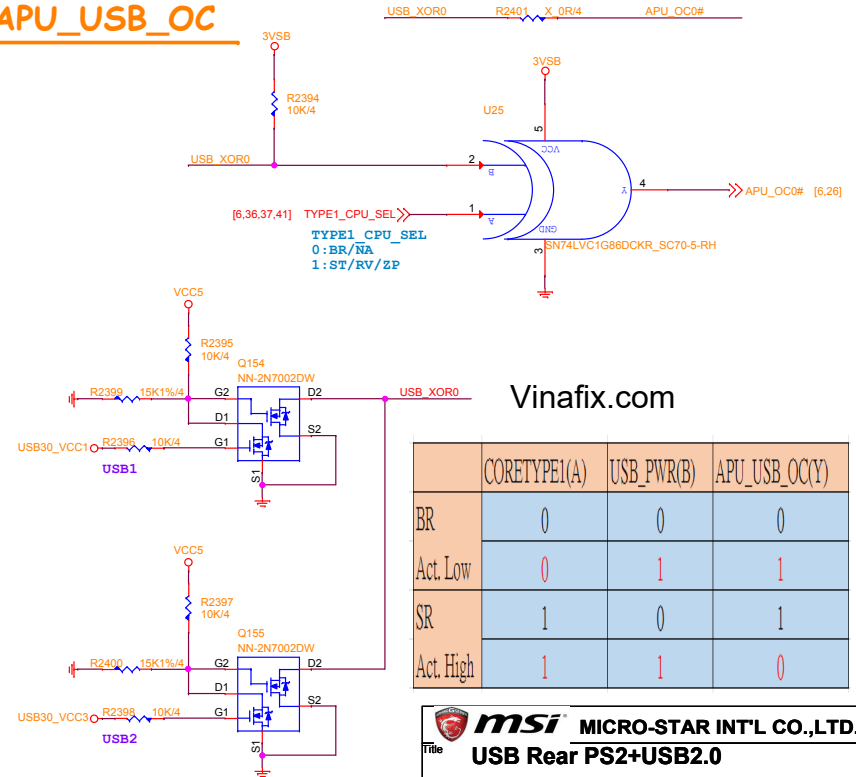 APU_USB_OC
USB_XOR0 R2401 X_0R/4 APU_OC0#
3VSB
R2394
10K/4
3VSB
U25
5
VCC
USB_XOR0
2
B
4
Y
APU_OC0# [6,26]
[6,36,37,41] TYPE1_CPU_SEL
1
A
GND
3
SN74LVC1G86DCKR_SC70-5-RH
TYPE1_CPU_SEL
0:BR/NA
1:ST/RV/ZP
VCC5
R2395
10K/4
Q154
NN-2N7002DW
R2399 15K1%/4
G2
D2
USB_XOR0
D1
S2
USB30_VCC1 R2396 10K/4
G1
USB1
S1
Vinafix.com
CORETYPE1(A) USB_PWR(B) APU_USB_OC(Y)
BR 0 0 0
Act. Low 0 1 1
SR 1 0 1
Act. High 1 1 0
VCC5
R2397
10K/4
Q155
NN-2N7002DW
R2400 15K1%/4
G2
D2
D1
S2
USB30_VCC3 R2398 10K/4
G1
USB2
S1
msi MICRO-STAR INT'L CO.,LTD.
Title
USB Rear PS2+USB2.0